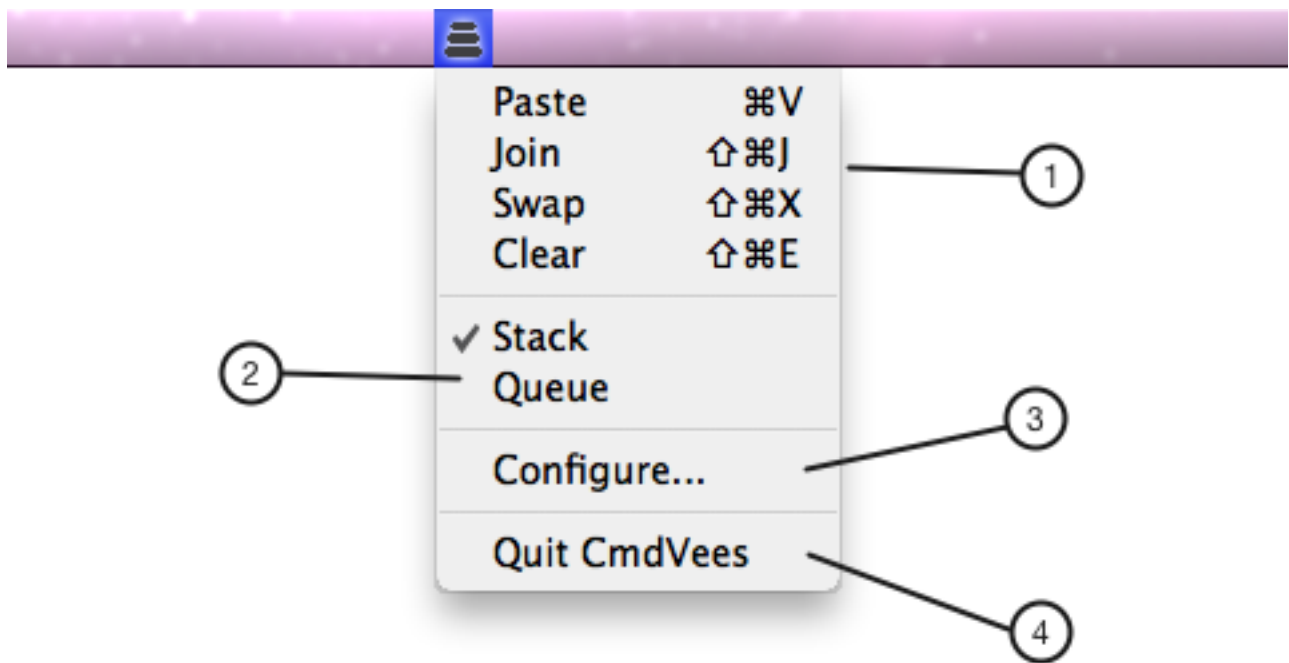 Paste ⌘V
Join ⇧⌘J
1
Swap ⇧⌘X
Clear ⇧⌘E
✓ Stack
2
Queue
3
Configure...
Quit CmdVees
4